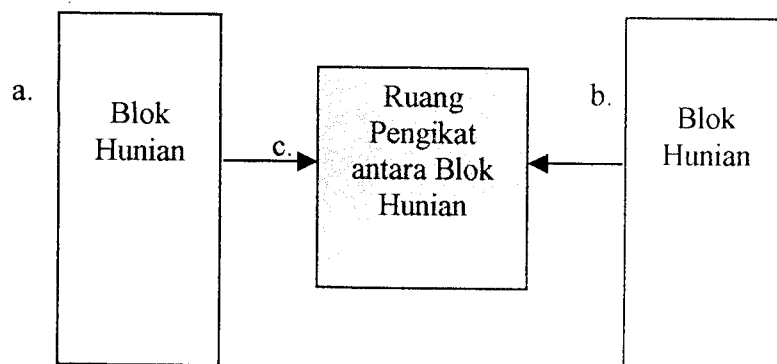 a.
Blok
Hunian
c.
Ruang
Pengikat
antara Blok
Hunian
b.
Blok
Hunian